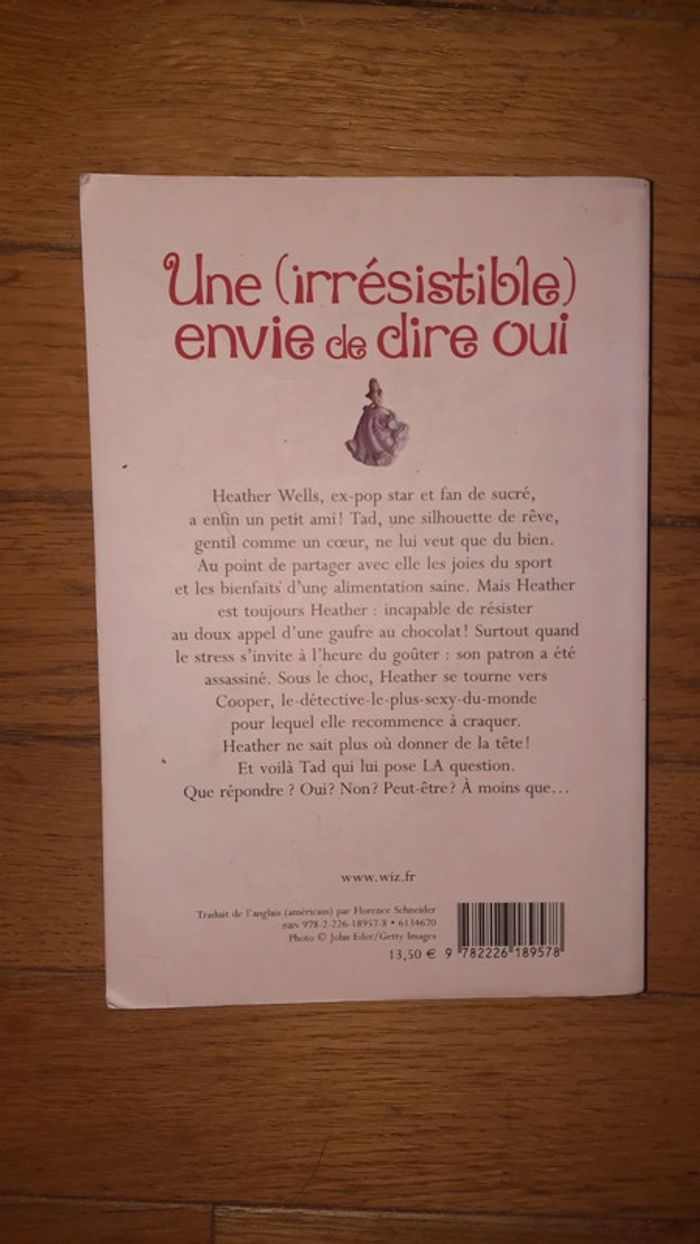 Une (irrésistible)
envie de dire oui
Heather Wells, ex-pop star et fan de sucré,
a enfin un petit ami ! Tad, une silhouette de rêve,
gentil comme un cœur, ne lui veut que du bien.
Au point de partager avec elle les joies du sport
et les bienfaits d'une alimentation saine. Mais Heather
est toujours Heather : incapable de résister
au doux appel d'une gaufre au chocolat ! Surtout quand
le stress s'invite à l'heure du goûter : son patron a été
assassiné. Sous le choc, Heather se tourne vers
Cooper, le-détective-le-plus-sexy-du-monde
pour lequel elle recommence à craquer.
Heather ne sait plus où donner de la tête !
Et voilà Tad qui lui pose LA question.
Que répondre ? Oui ? Non ? Peut-être ? À moins que...
www.wiz.fr
Traduit de l'anglais (américain) par Florence Schneider
EAN 978-2-226-18957-8 • 6134670
Photo © John Eder/Getty Images
13,50 € 9 782226 189578